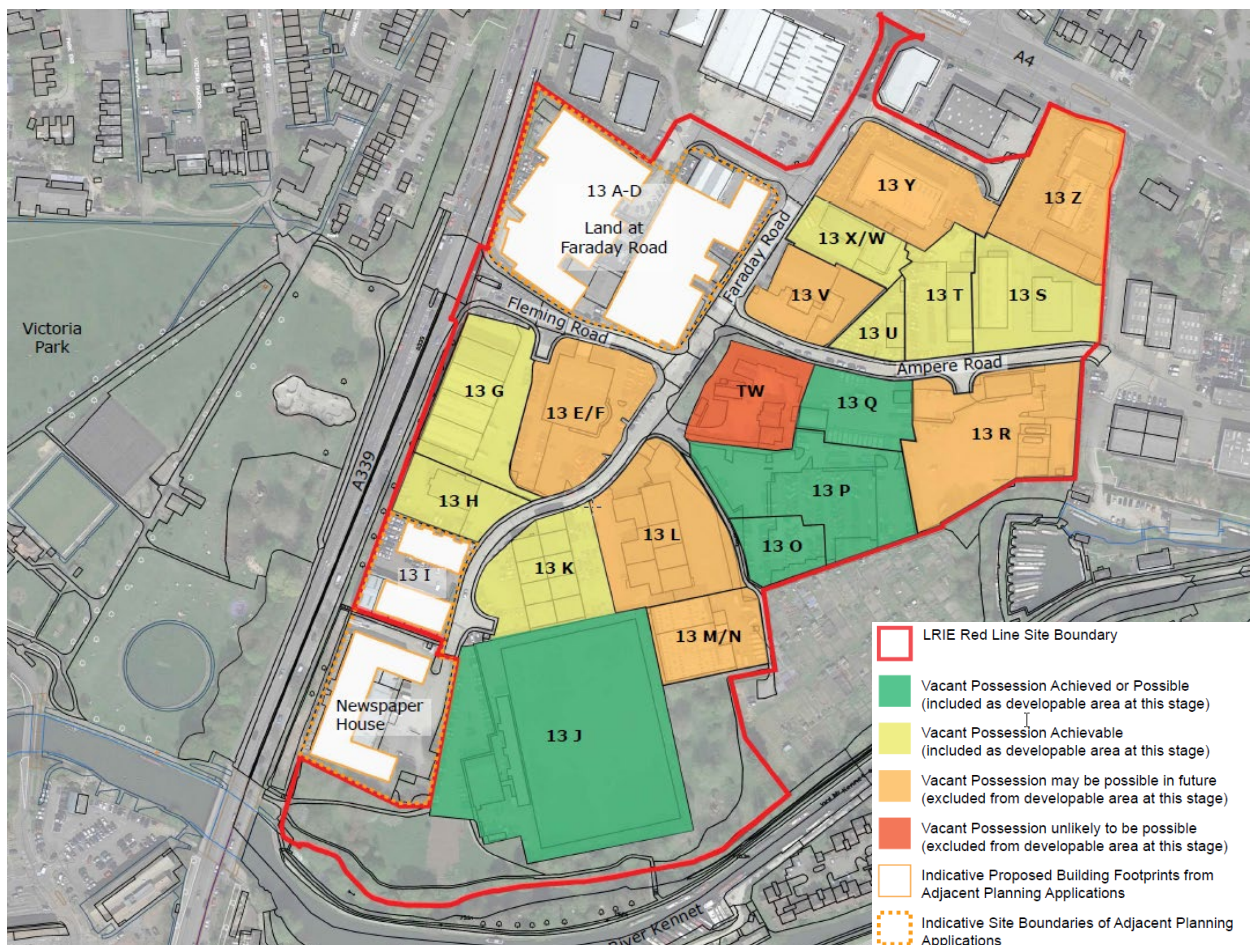 A4
13 Y
13 Z
13 A-D
Land at
Faraday Road
Faraday Road
13 X/W
13 V
13 T
13 S
13 U
Fleming Road
Ampere Road
Victoria
Park
13 G
13 E/F
TW
13 Q
13 R
A339
13 H
13 P
13 L
13 O
13 I
13 K
13 M/N
Newspaper
House
13 J
River Kennet
LRIE Red Line Site Boundary
Vacant Possession Achieved or Possible
(included as developable area at this stage)
Vacant Possession Achievable
(included as developable area at this stage)
Vacant Possession may be possible in future
(excluded from developable area at this stage)
Vacant Possession unlikely to be possible
(excluded from developable area at this stage)
Indicative Proposed Building Footprints from
Adjacent Planning Applications
Indicative Site Boundaries of Adjacent Planning
Applications